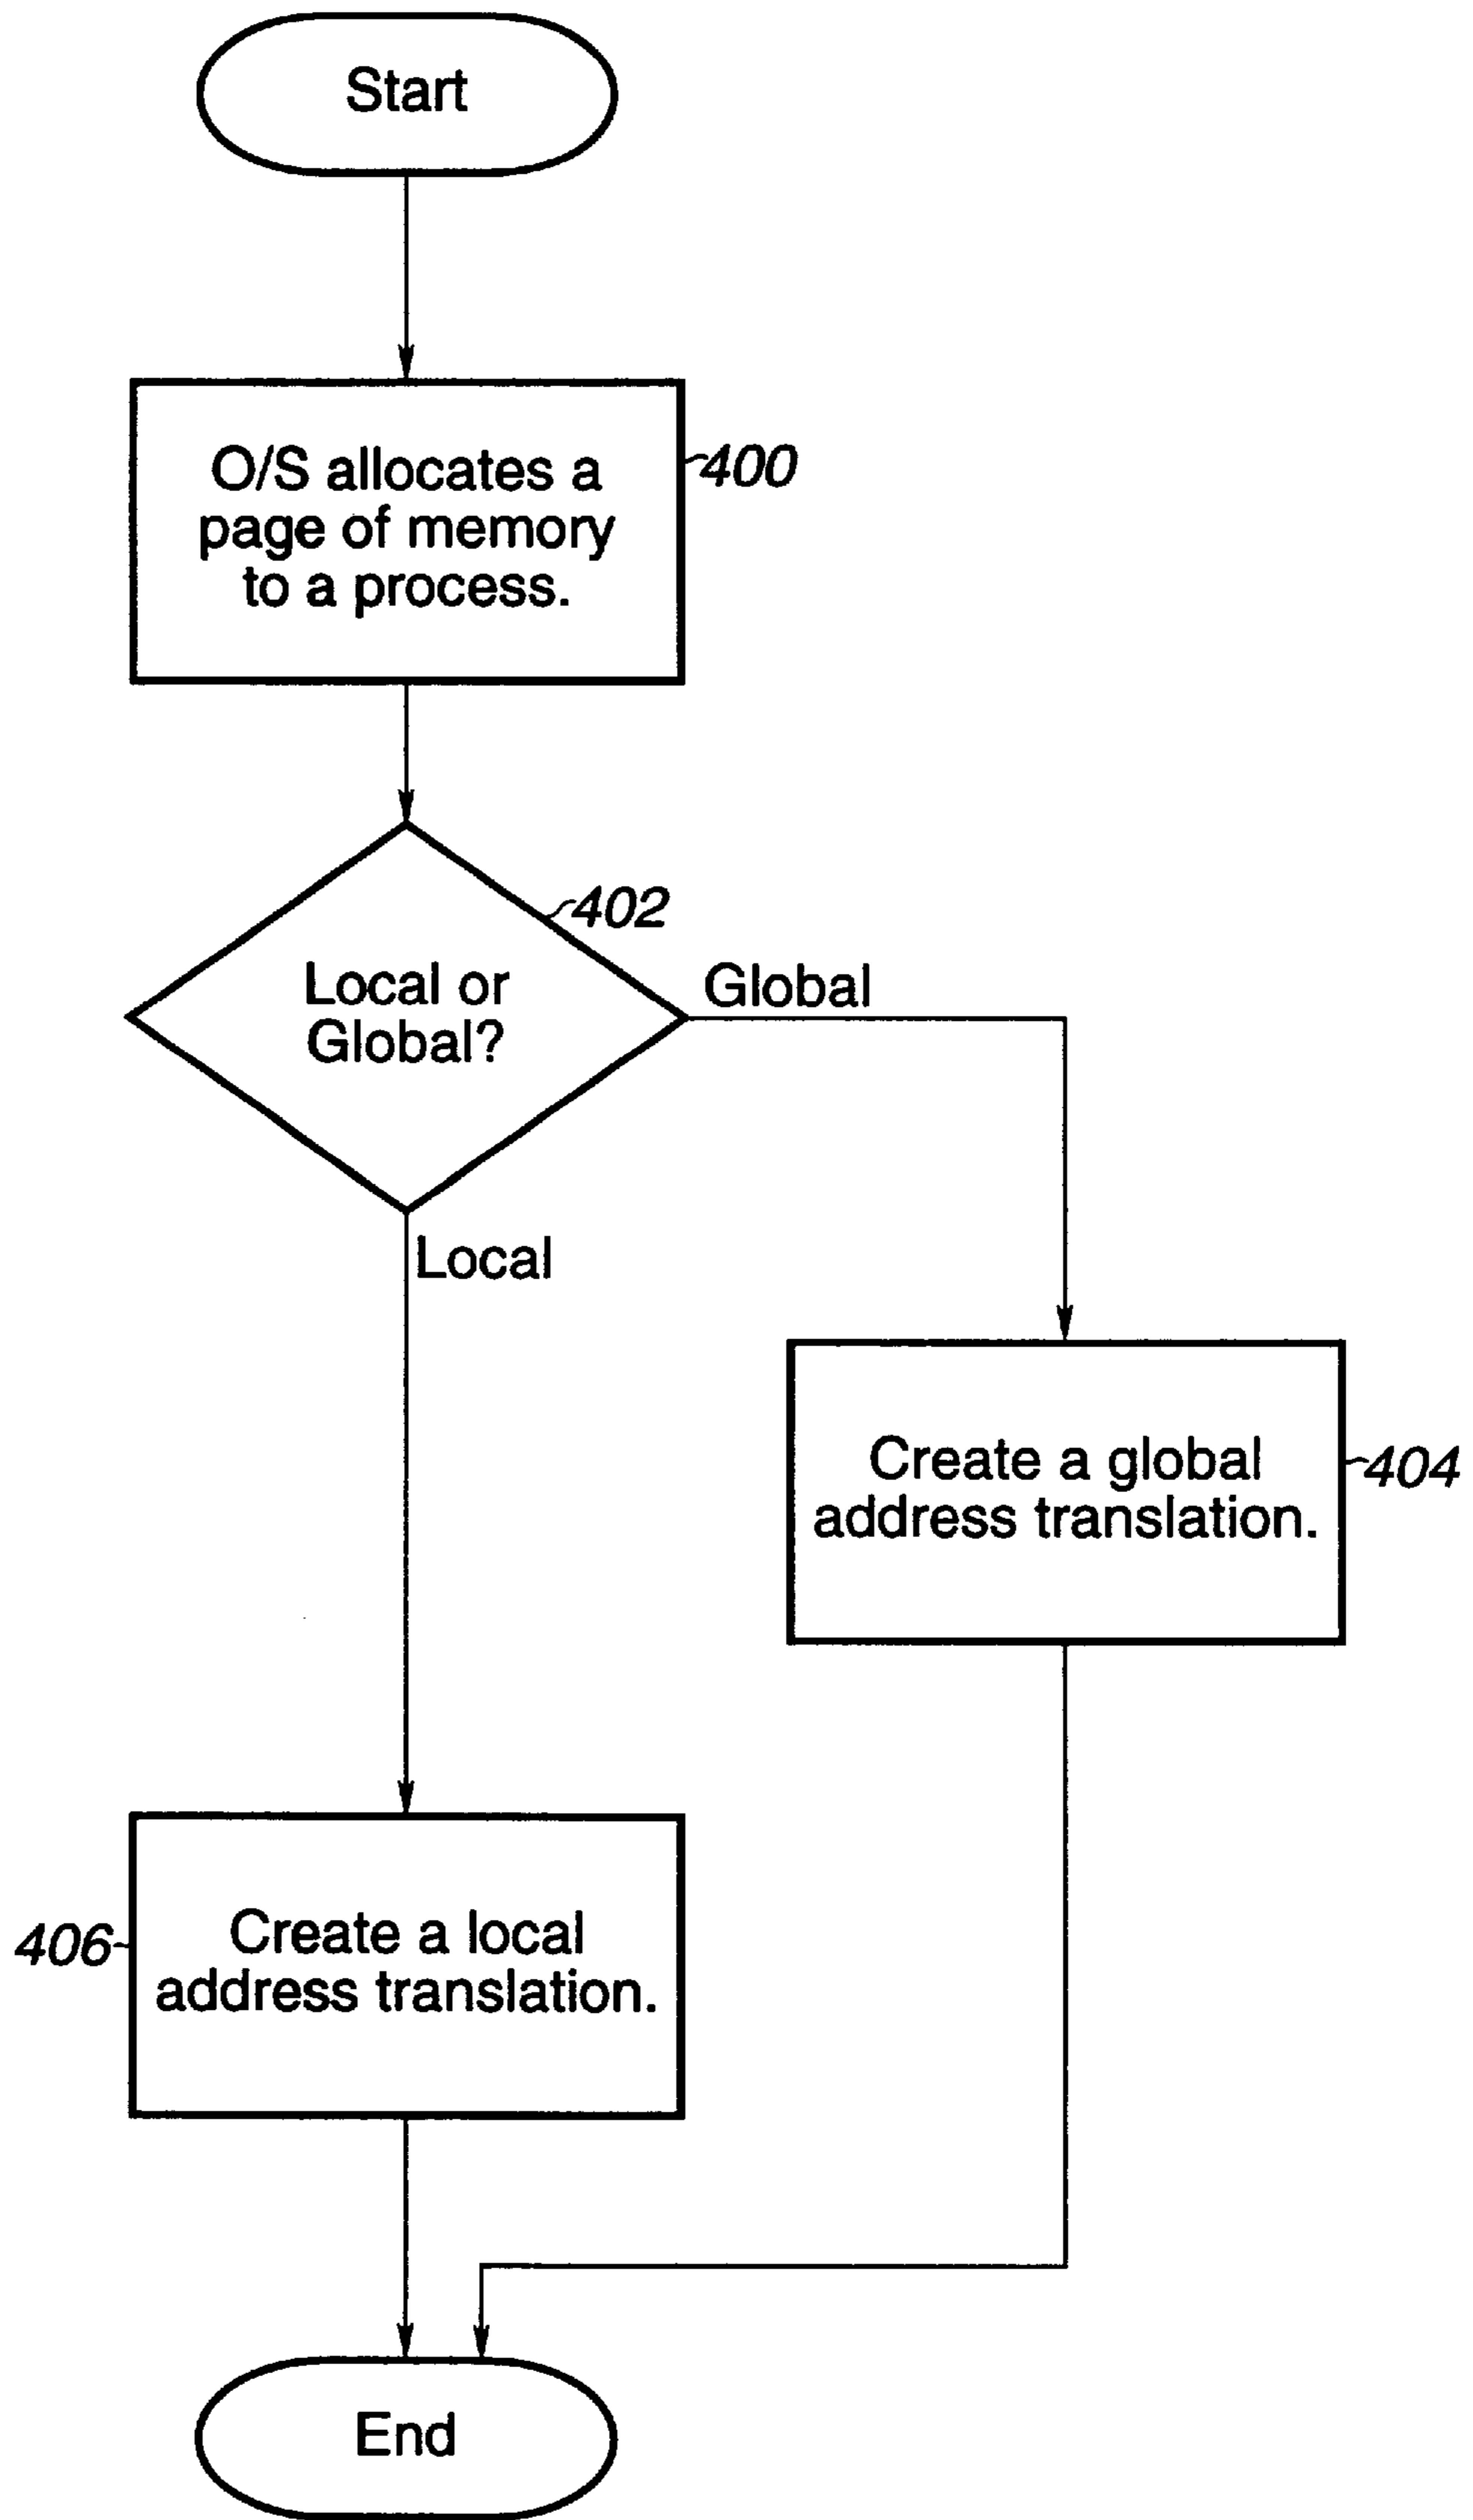 Start
O/S allocates a
page of memory
to a process.
400
402
Local or
Global?
Global
Local
Create a global
address translation.
404
406
Create a local
address translation.
End